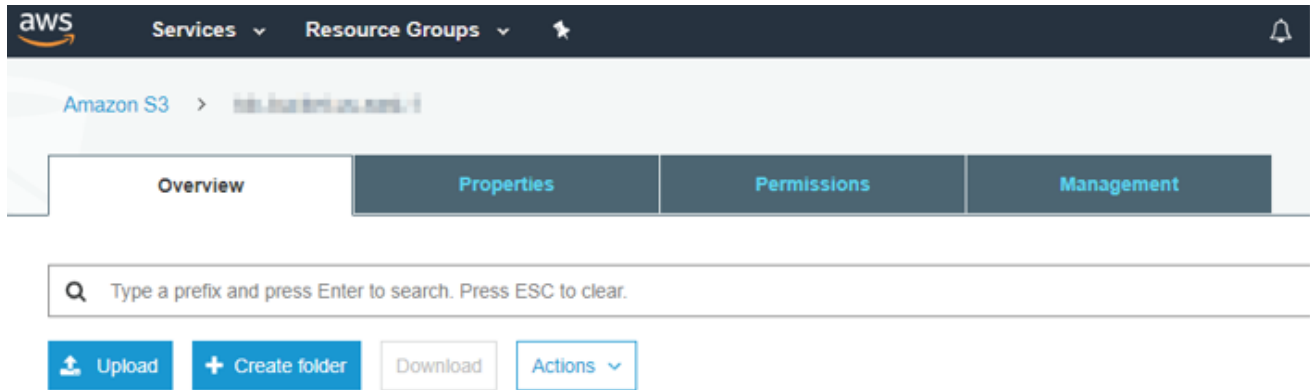 aws Services Resource Groups
Amazon S3 >
Overview Properties Permissions Management
Type a prefix and press Enter to search. Press ESC to clear.
Upload + Create folder Download Actions